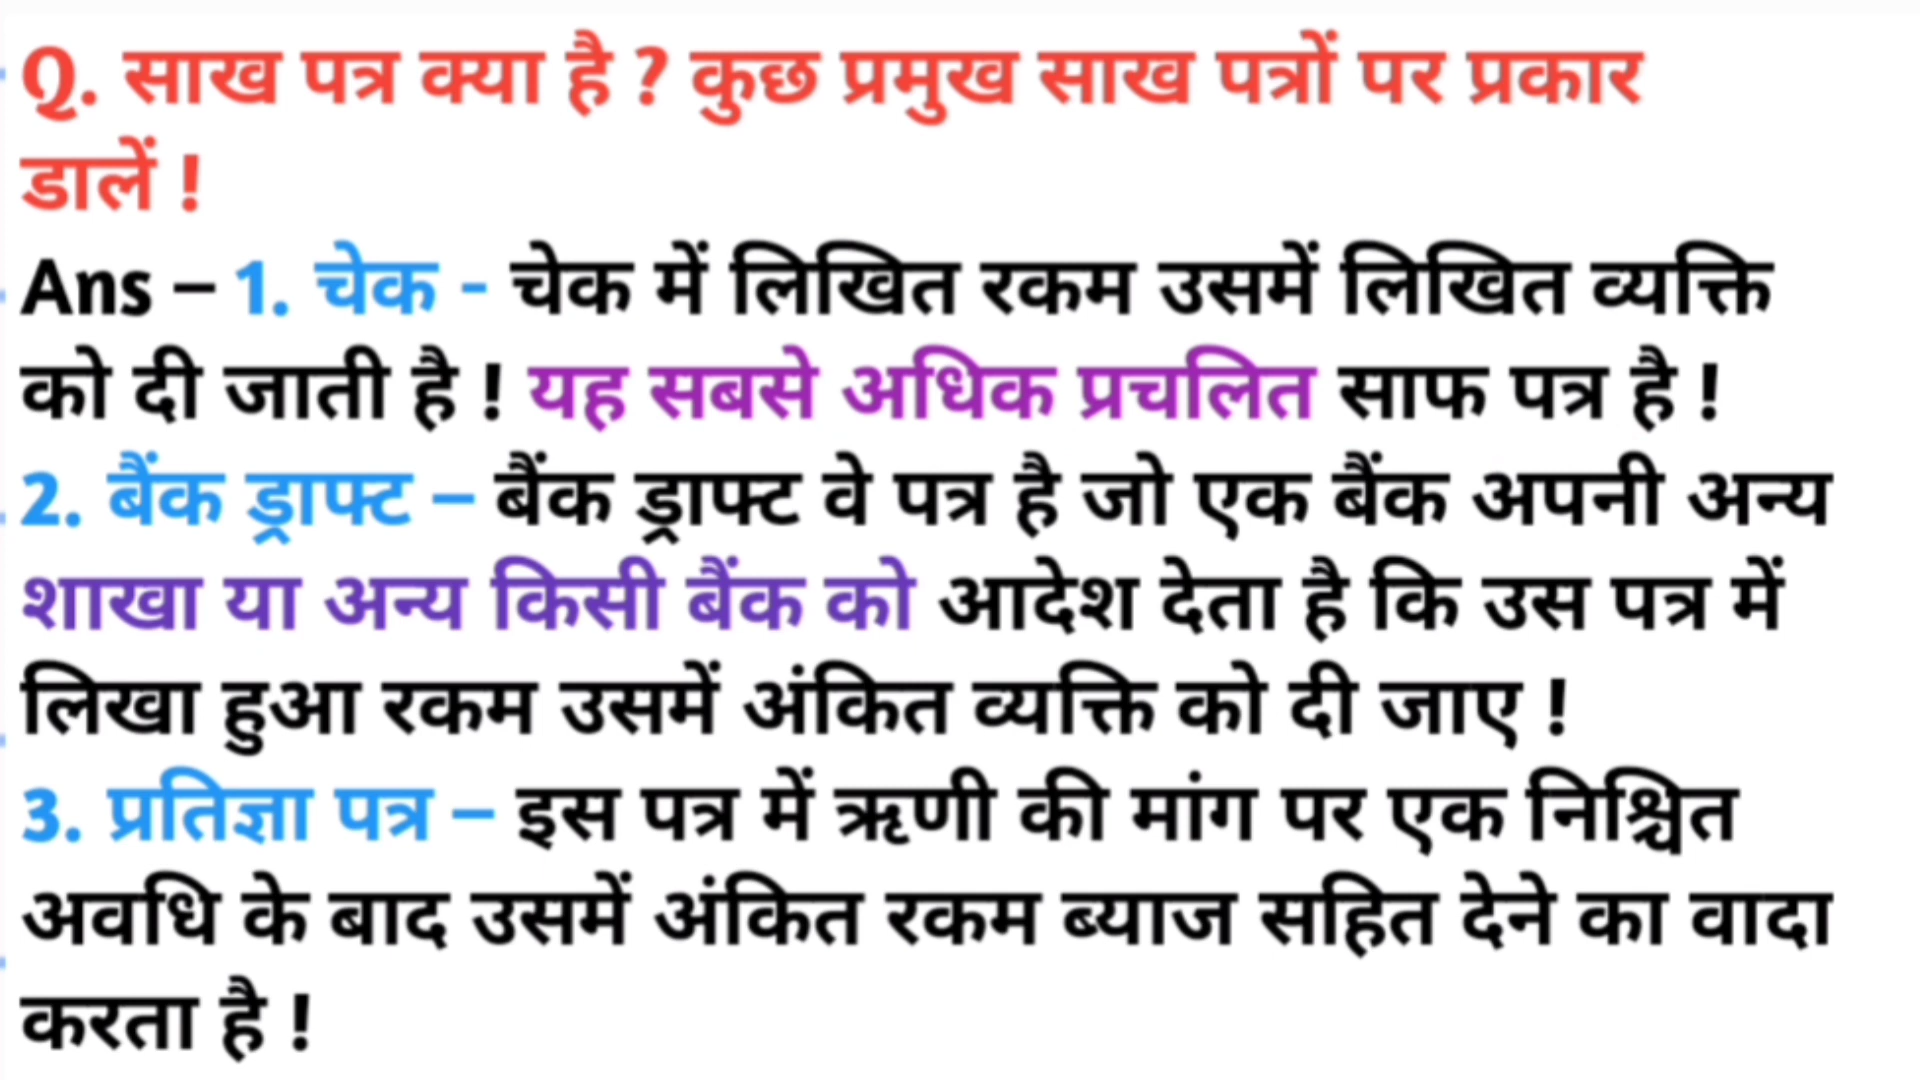 Q. साख पत्र क्या है ? कुछ प्रमुख साख पत्रों पर प्रकार
डालें !
Ans – 1. चेक - चेक में लिखित रकम उसमें लिखित व्यक्ति
को दी जाती है ! यह सबसे अधिक प्रचलित साफ पत्र है !
2. बैंक ड्राफ्ट – बैंक ड्राफ्ट वे पत्र है जो एक बैंक अपनी अन्य
शाखा या अन्य किसी बैंक को आदेश देता है कि उस पत्र में
लिखा हुआ रकम उसमें अंकित व्यक्ति को दी जाए !
3. प्रतिज्ञा पत्र – इस पत्र में ऋणी की मांग पर एक निश्चित
अवधि के बाद उसमें अंकित रकम ब्याज सहित देने का वादा
करता है !